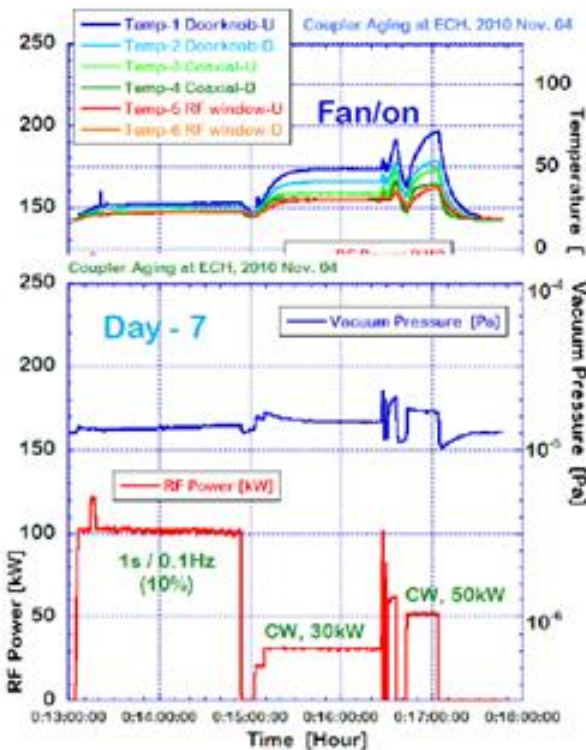 Coupler Aging at ECH, 2010 Nov. 04
Temp-1 Doorknob-U
Temp-2 Doorknob-D
Temp-3 Coaxial-U
Temp-4 Coaxial-D
Temp-5 RF window-U
Temp-6 RF window-D
Fan/on
250
200
150
100
50
0
Temperature [
Coupler Aging at ECH, 2010 Nov. 04
Day - 7
Vacuum Pressure [Pa]
RF Power [kW]
1s / 0.1Hz
(10%)
CW, 30kW
CW, 50kW
250
200
150
100
50
0
RF Power [kW]
10-4
10-5
10-6
Vacuum Pressure [Pa]
0:13:00:00 0:14:00:00 0:15:00:00 0:16:00:00 0:17:00:00 0:18:00:00
Time [Hour]